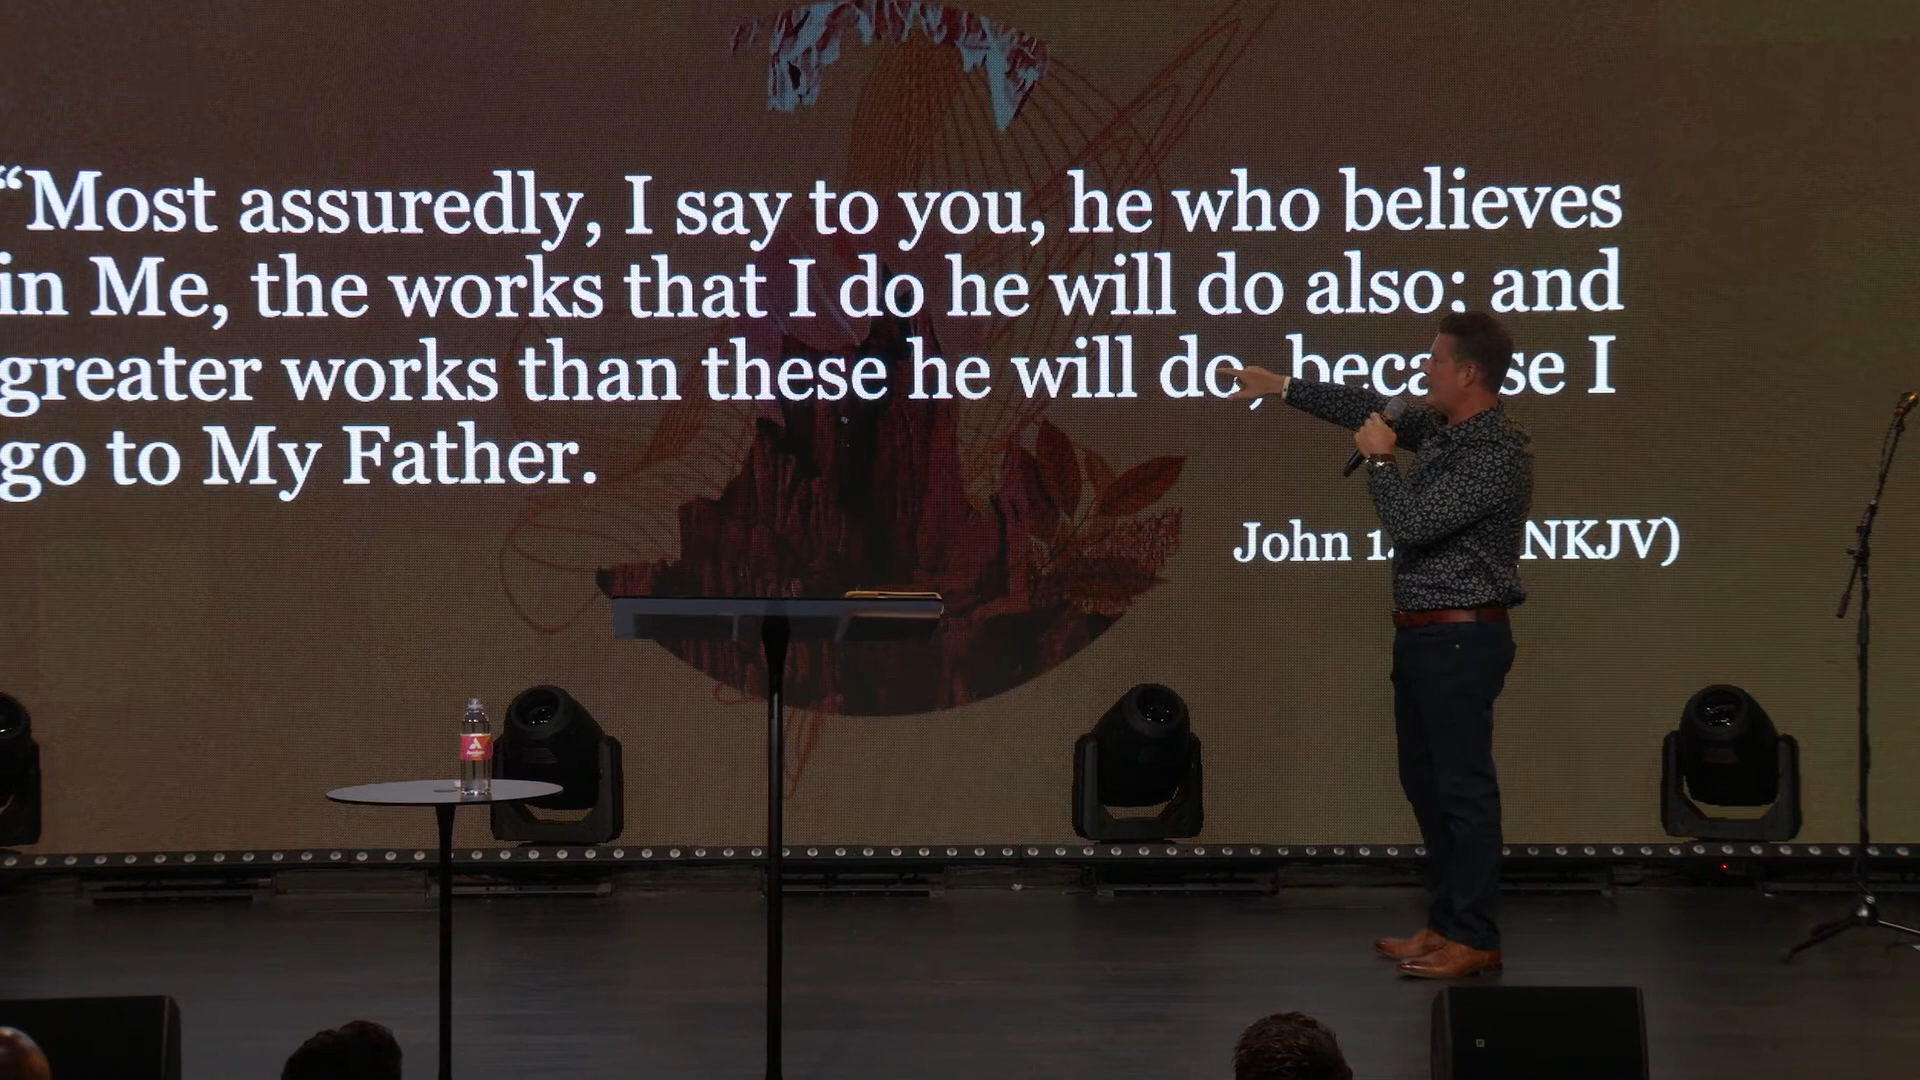 “Most assuredly, I say to you, he who believes
in Me, the works that I do he will do also; and
greater works than these he will do, because I
go to My Father.
John NKJV)